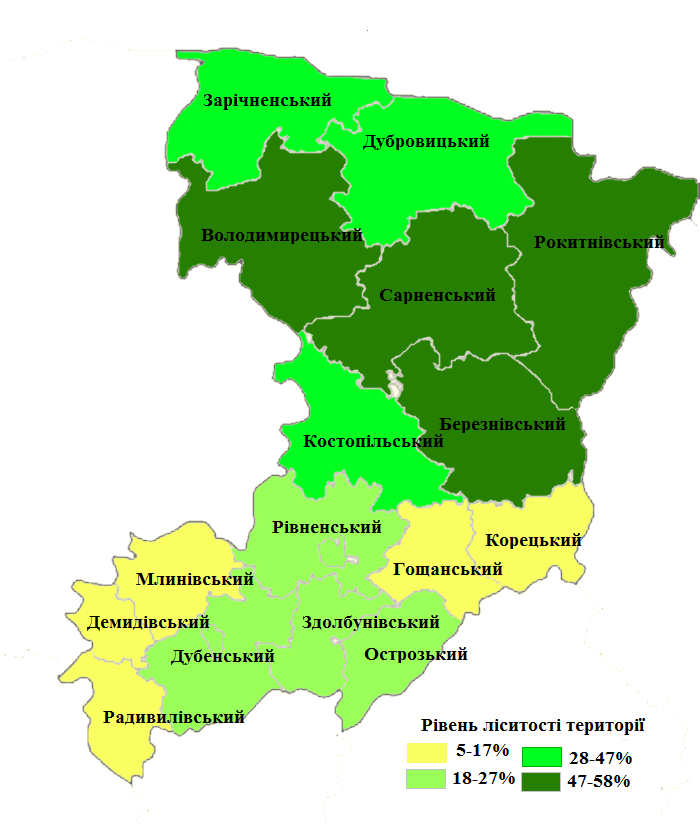 Зарічненський
Дубровицький
Володимирецький
Рокитнівський
Сарненський
Березнівський
Костопільський
Рівненський
Корецький
Гощанський
Млинівський
Демидівський
Здолбунівський
Дубенський
Острозький
Радивилівський
Рівень ліситості території
5-17%
28-47%
18-27%
47-58%